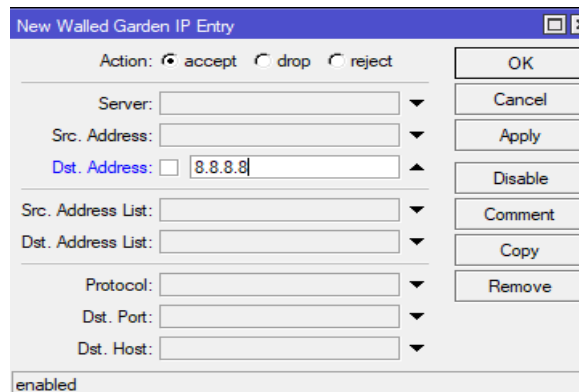 New Walled Garden IP Entry
Action: accept drop reject
Server:
Src. Address:
Dst. Address: 8.8.8.8
Src. Address List:
Dst. Address List:
Protocol:
Dst. Port:
Dst. Host:
OK
Cancel
Apply
Disable
Comment
Copy
Remove
enabled